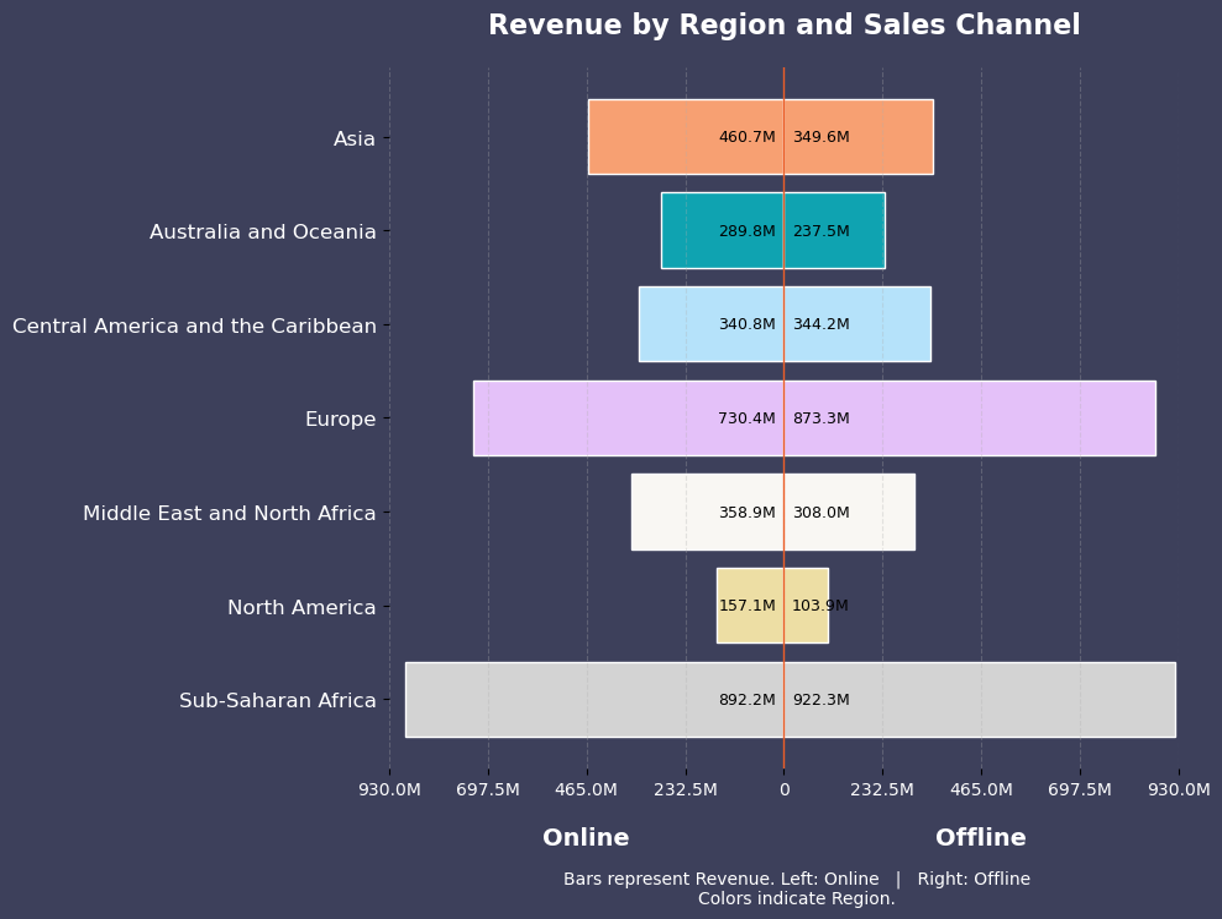 Revenue by Region and Sales Channel
Asia
460.7M
349.6M
Australia and Oceania
289.8M
237.5M
Central America and the Caribbean
340.8M
344.2M
Europe
730.4M
873.3M
Middle East and North Africa
358.9M
308.0M
North America
157.1M
103.9M
Sub-Saharan Africa
892.2M
922.3M
930.0M
697.5M
465.0M
232.5M
0
232.5M
465.0M
697.5M
930.0M
Online
Offline
Bars represent Revenue. Left: Online | Right: Offline
Colors indicate Region.